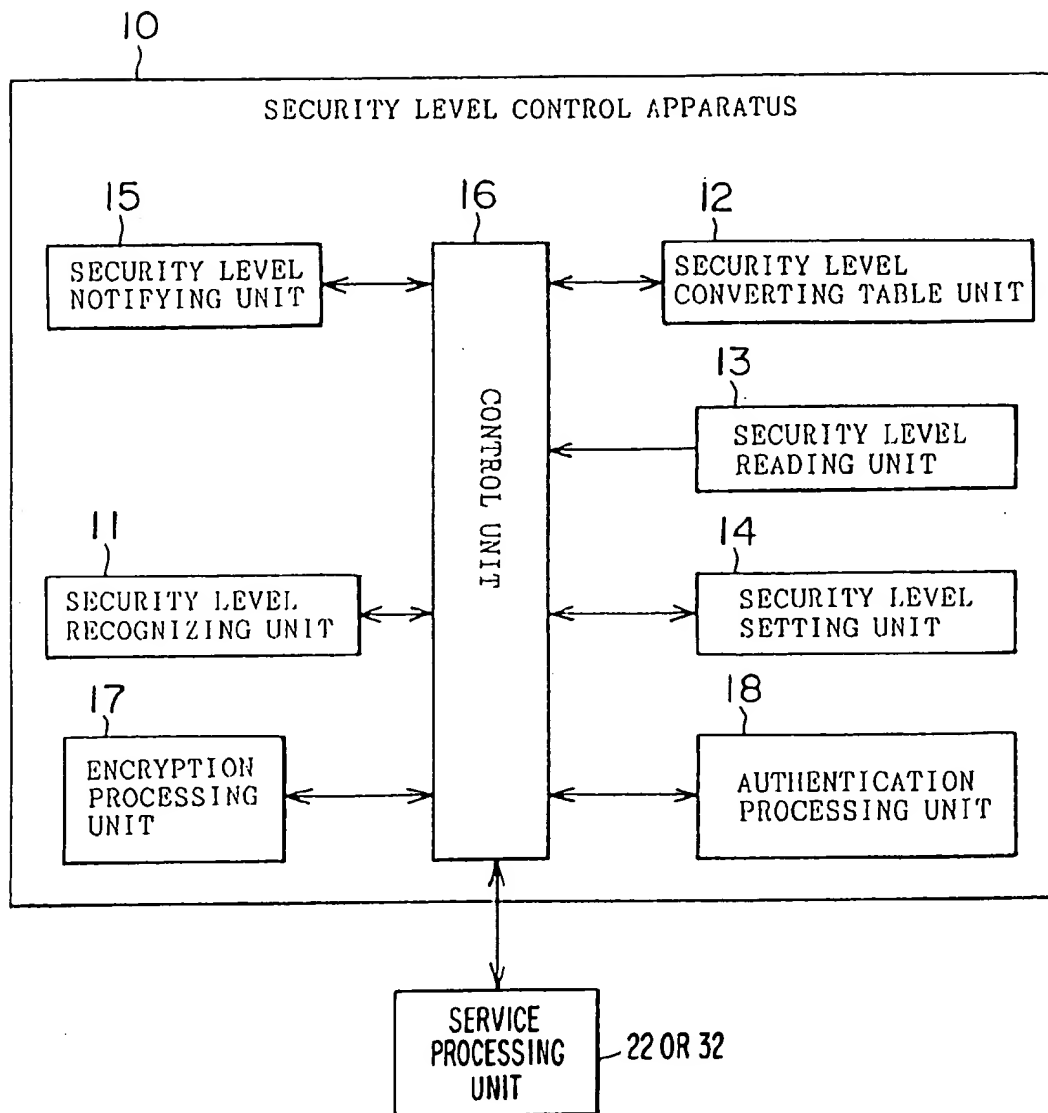 10
SECURITY LEVEL CONTROL APPARATUS
15
SECURITY LEVEL
NOTIFYING UNIT
16
CONTROL UNIT
12
SECURITY LEVEL
CONVERTING TABLE UNIT
13
SECURITY LEVEL
READING UNIT
11
SECURITY LEVEL
RECOGNIZING UNIT
14
SECURITY LEVEL
SETTING UNIT
17
ENCRYPTION
PROCESSING
UNIT
18
AUTHENTICATION
PROCESSING UNIT
SERVICE
PROCESSING
UNIT
22 OR 32